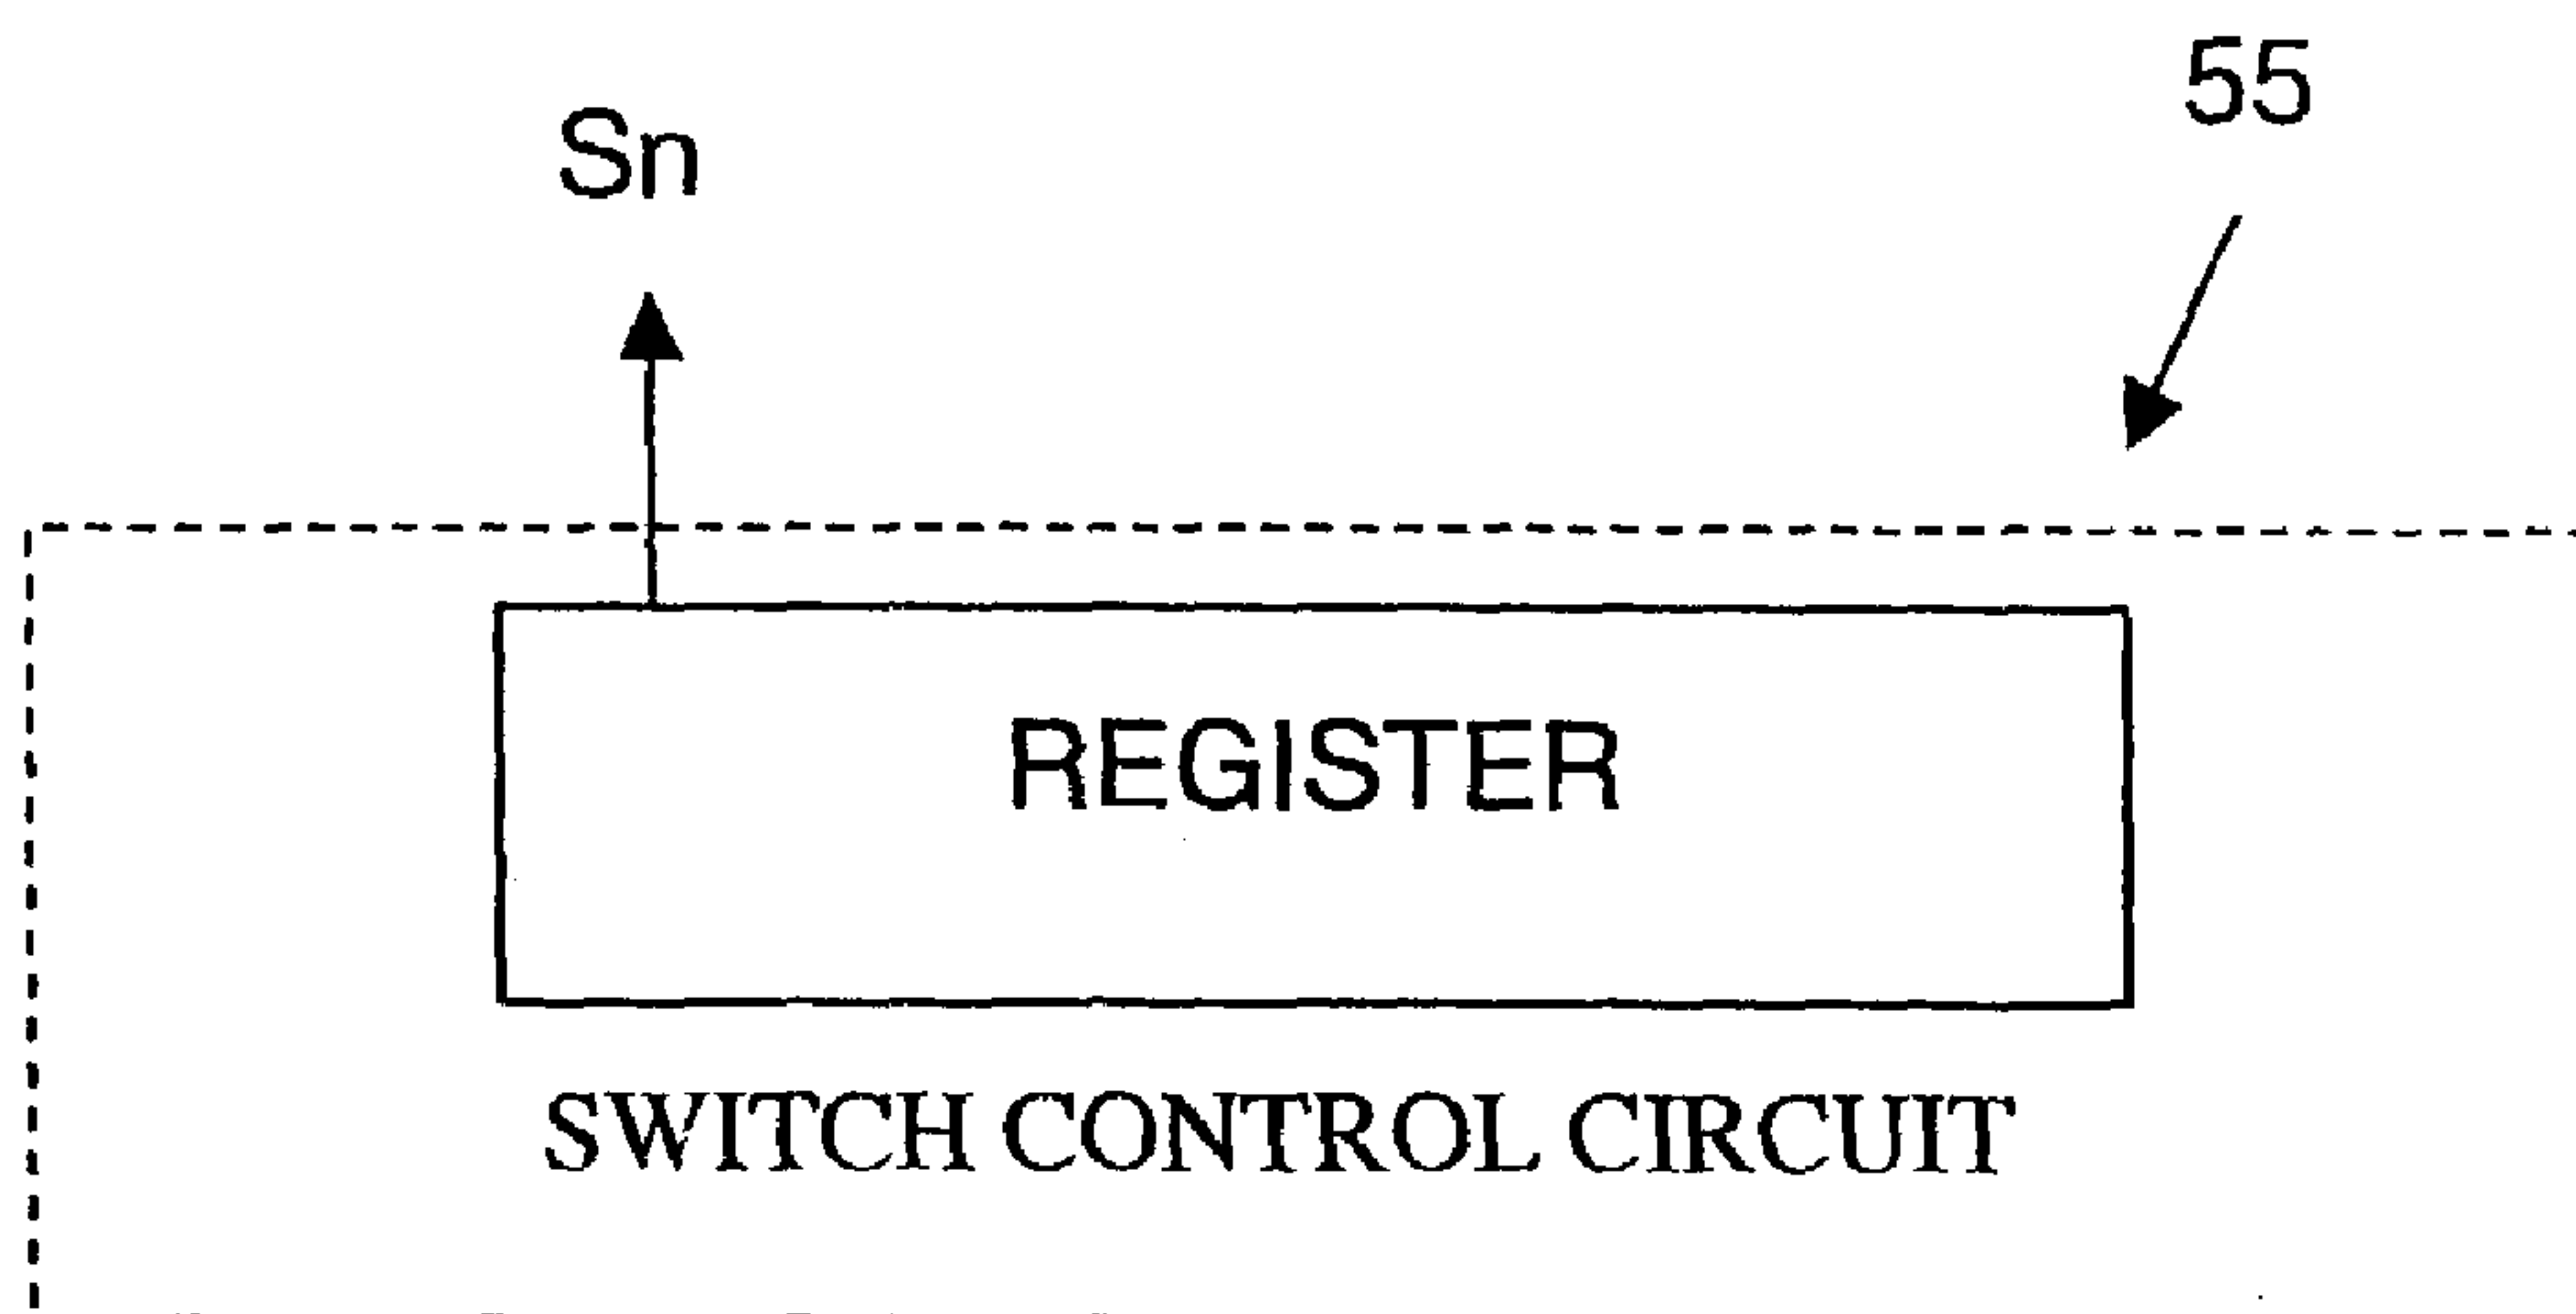 55
Sn
REGISTER
SWITCH CONTROL CIRCUIT